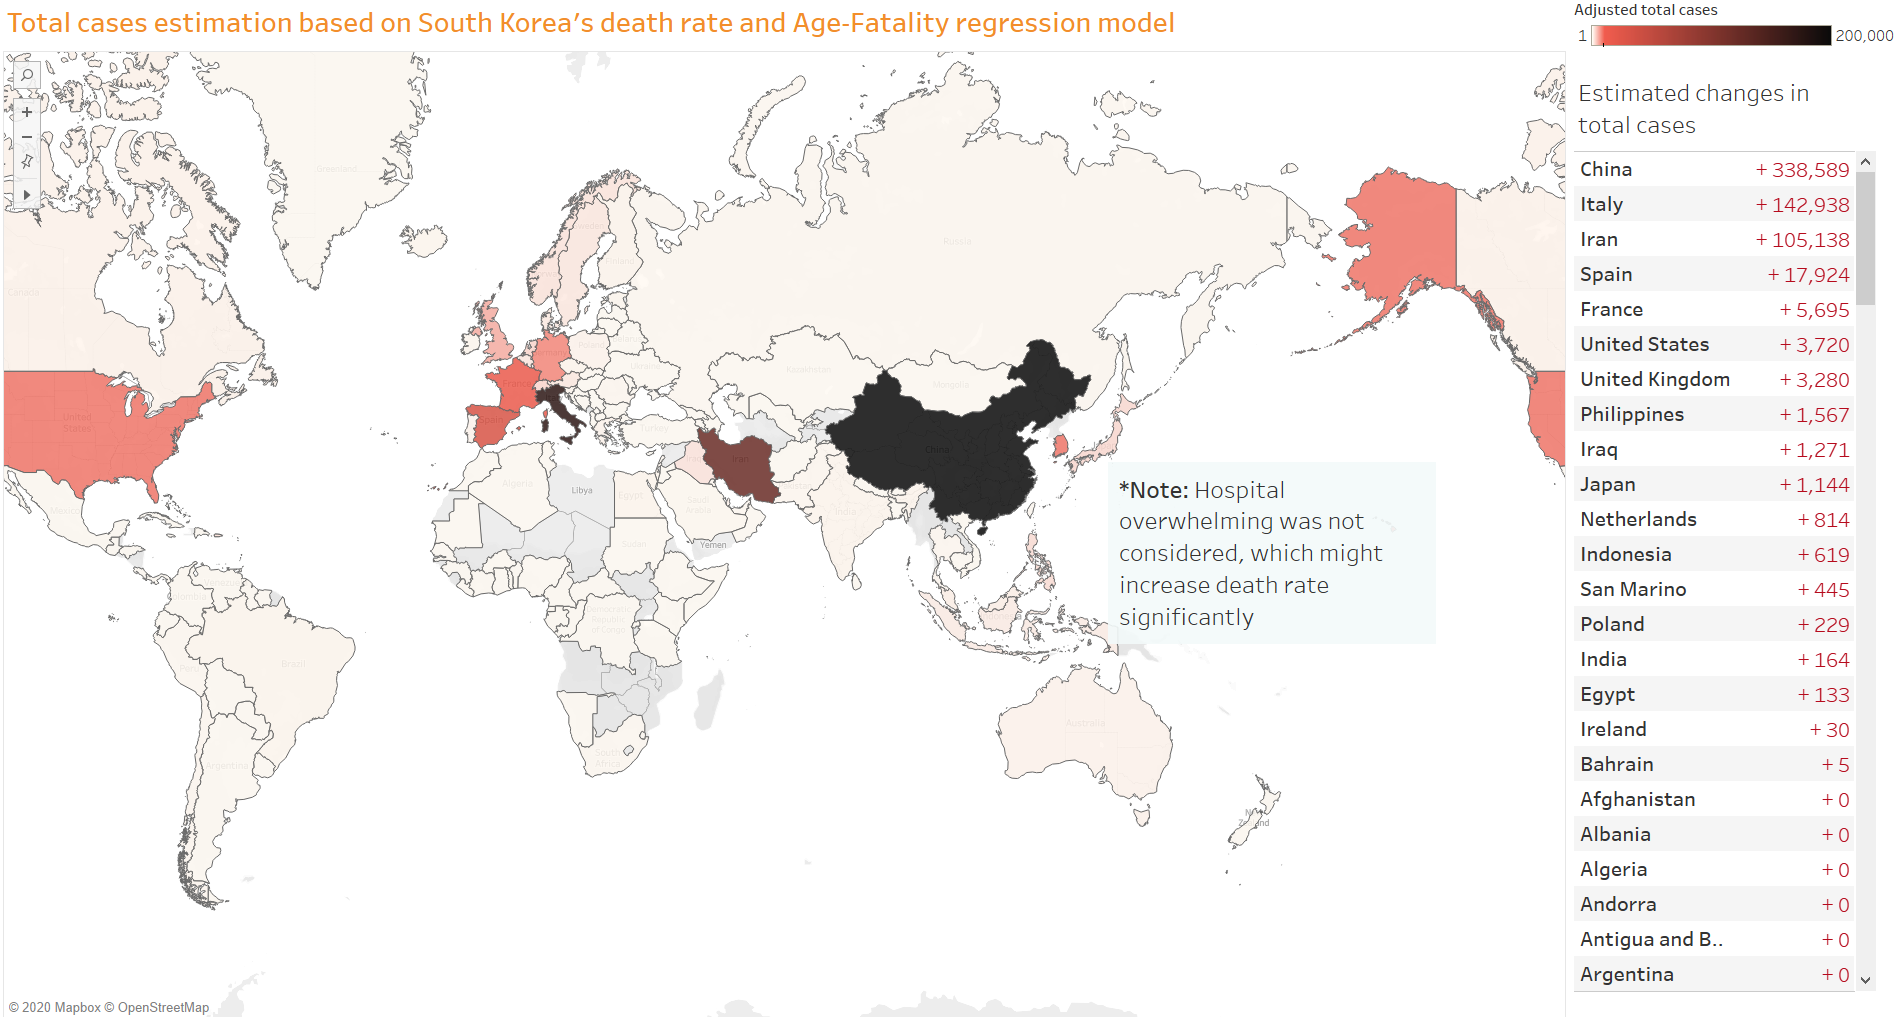 Total cases estimation based on South Korea's death rate and Age-Fatality regression model
Adjusted total cases
1
200,000
Estimated changes in
total cases
China + 338,589
Italy + 142,938
Iran + 105,138
Spain + 17,924
France + 5,695
United States + 3,720
United Kingdom + 3,280
Philippines + 1,567
Iraq + 1,271
Japan + 1,144
Netherlands + 814
Indonesia + 619
San Marino + 445
Poland + 229
India + 164
Egypt + 133
Ireland + 30
Bahrain + 5
Afghanistan + 0
Albania + 0
Algeria + 0
Andorra + 0
Antigua and B.. + 0
Argentina + 0
*Note: Hospital
overwhelming was not
considered, which might
increase death rate
significantly
Greenland
Russia
Canada
Finland
Poland
Ukraine
Kazakhstan
Mongolia
France
Spain
United
States
Turkey
China
Iran
Algeria
Libya
Egypt
Saudi
Arabia
India
Mexico
Sudan
Yemen
Venezuela
Colombia
Democratic
Republic
of Congo
Indonesia
Peru
Brazil
Australia
South
Africa
Argentina
© 2020 Mapbox © OpenStreetMap